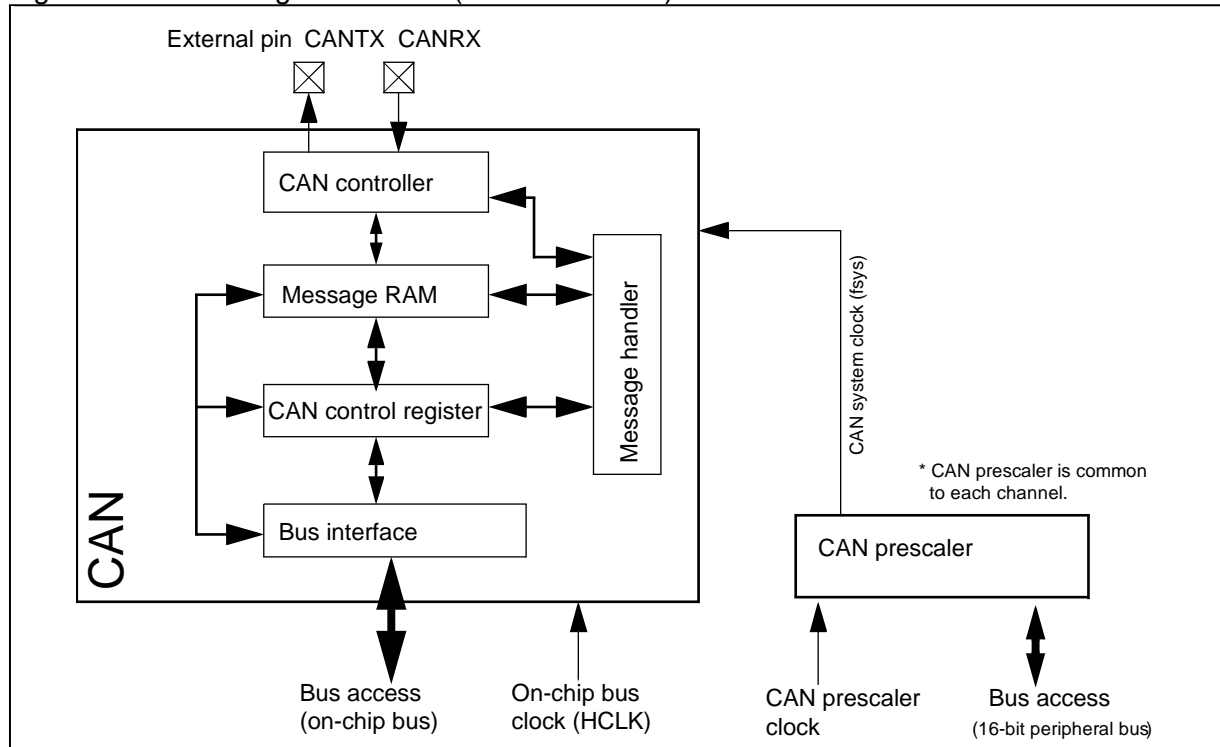 External pin CANTX CANRX
CAN controller
Message RAM
CAN control register
Bus interface
Message handler
CAN
CAN system clock (fsys)
* CAN prescaler is common
to each channel.
CAN prescaler
Bus access
(on-chip bus)
On-chip bus
clock (HCLK)
CAN prescaler
clock
Bus access
(16-bit peripheral bus)